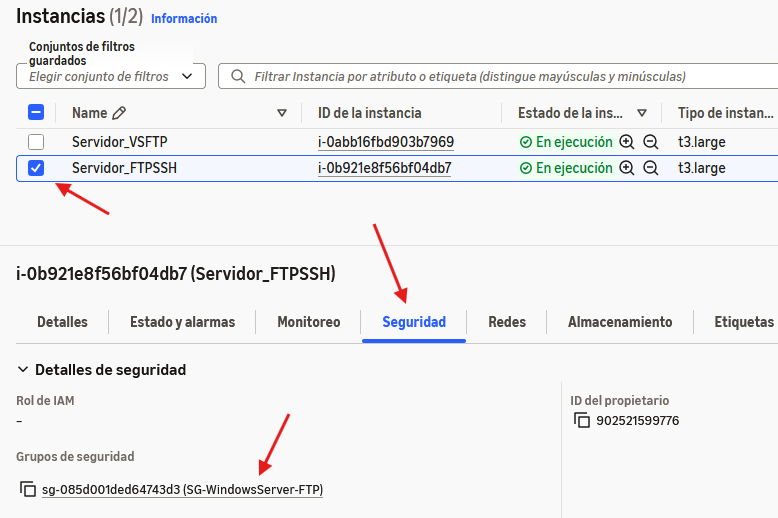 Instancias (1/2) Información
Conjuntos de filtros
guardados
Elegir conjunto de filtros
Filtrar Instancia por atributo o etiqueta (distingue mayúsculas y minúsculas)
Name ID de la instancia Estado de la ins... Tipo de instan...
Servidor_VSFTP i-0abb16fbd903b7969 En ejecución t3.large
Servidor_FTPSSH i-0b921e8f56bf04db7 En ejecución t3.large
i-0b921e8f56bf04db7 (Servidor_FTPSSH)
Detalles Estado y alarmas Monitoreo Seguridad Redes Almacenamiento Etiquetas
Detalles de seguridad
Rol de IAM ID del propietario
– 902521599776
Grupos de seguridad
sg-085d001ded64743d3 (SG-WindowsServer-FTP)